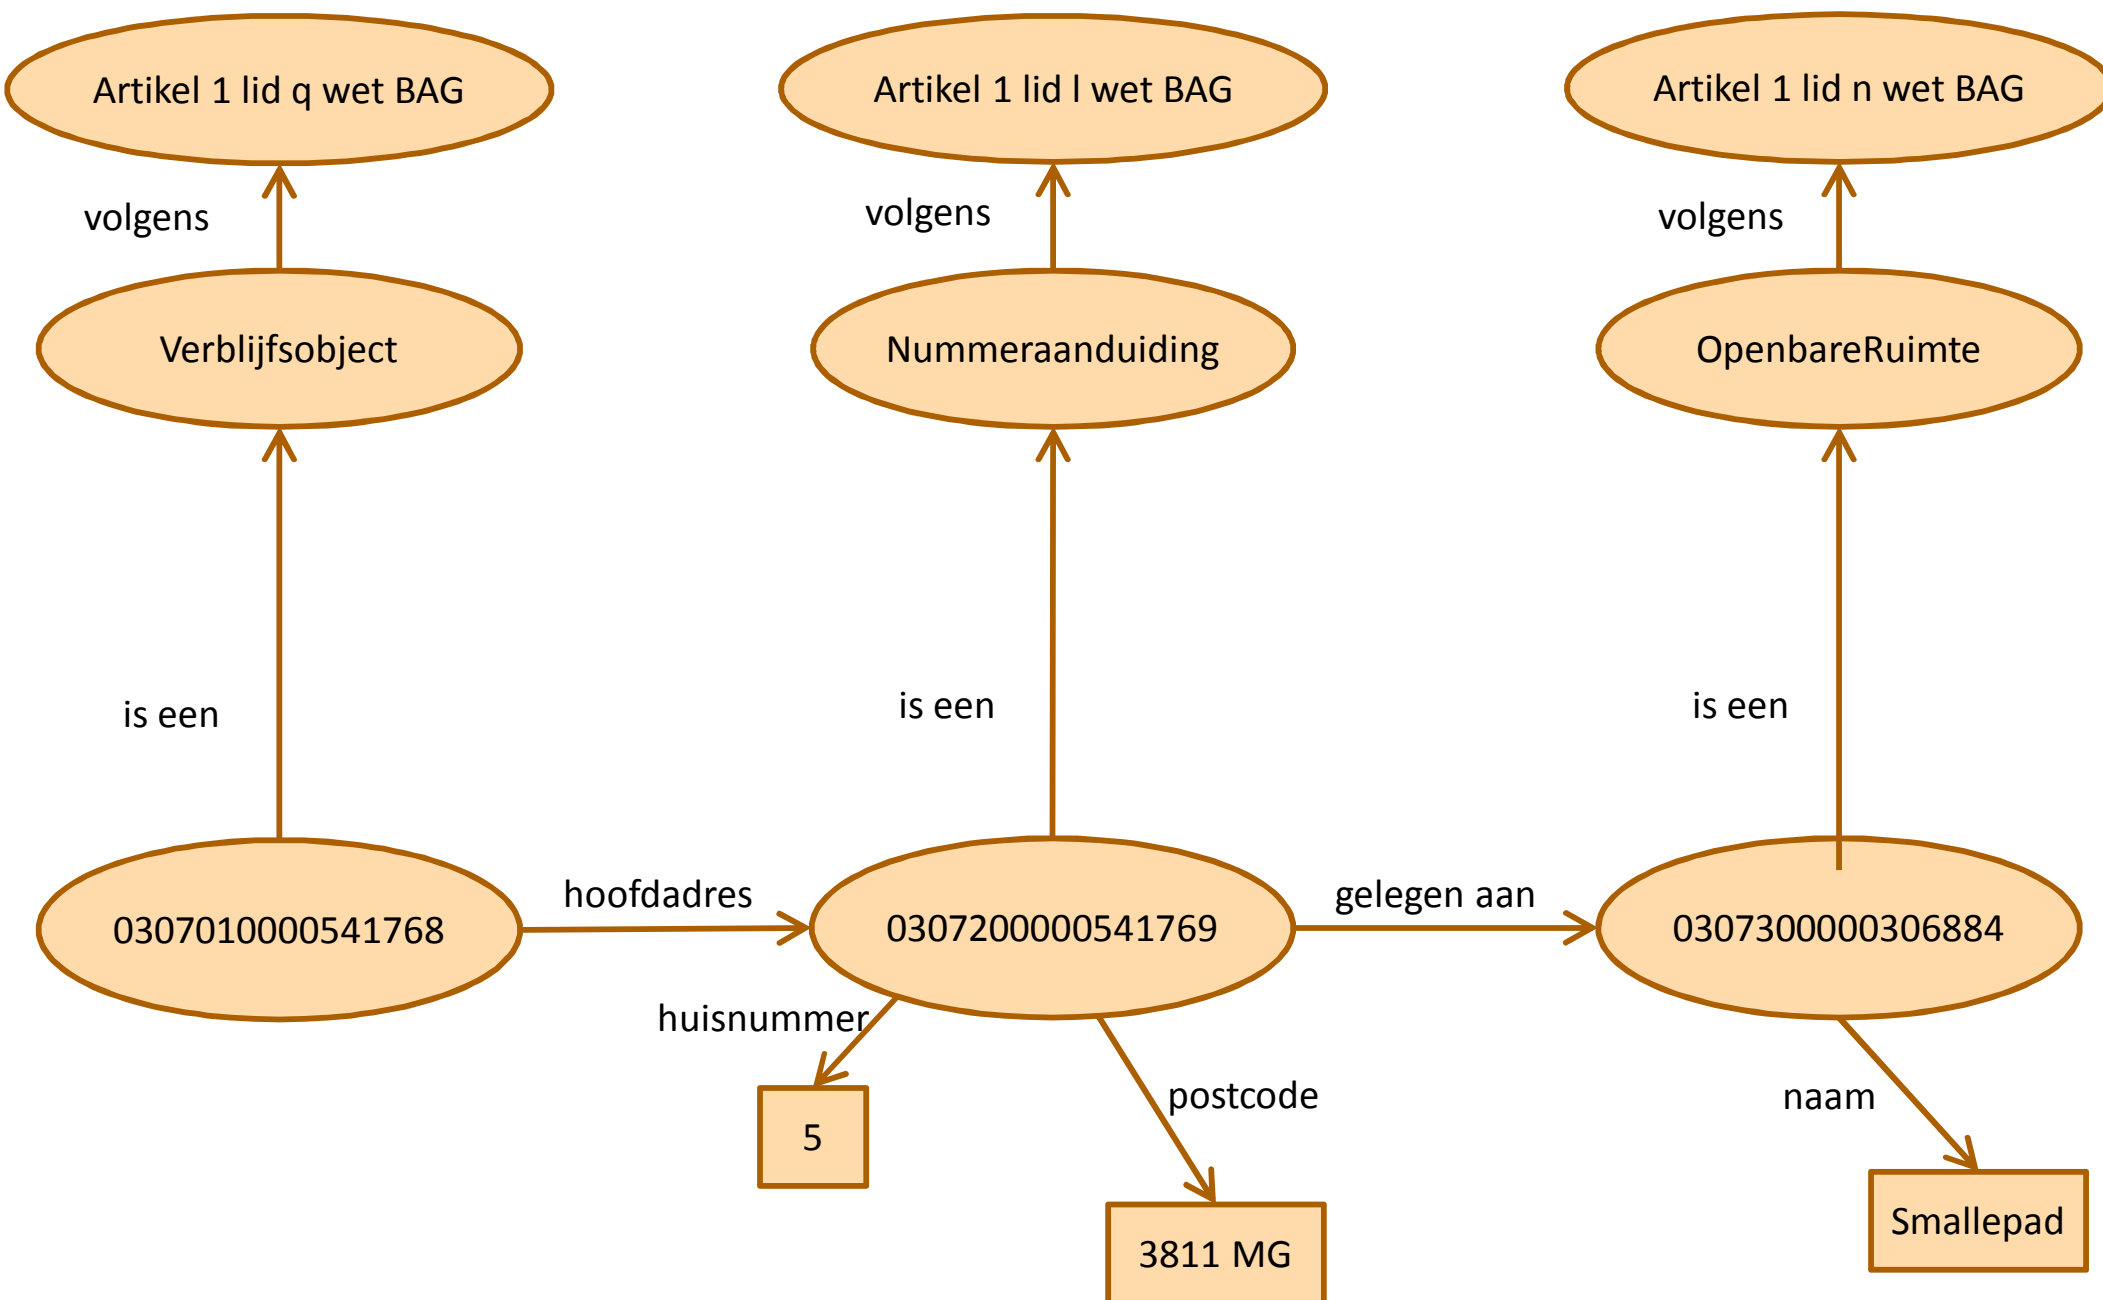 Artikel 1 lid q wet BAG
Artikel 1 lid l wet BAG
Artikel 1 lid n wet BAG
volgens
volgens
volgens
Verblijfsobject
Nummeraanduiding
OpenbareRuimte
is een
is een
is een
0307010000541768
hoofdadres
0307200000541769
gelegen aan
0307300000306884
huisnummer
postcode
naam
5
Smallepad
3811 MG